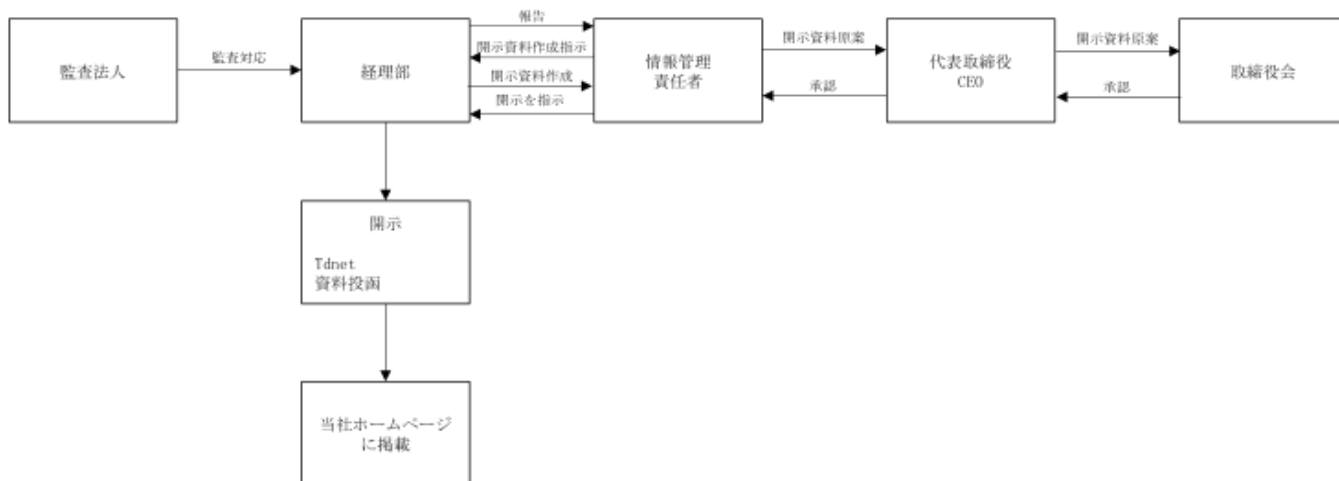 監査法人
監査対応
経理部
報告
開示資料作成指示
開示資料作成
開示を指示
情報管理
責任者
開示資料原案
承認
代表取締役
CEO
開示資料原案
承認
取締役会
開示
Tdnet
資料投函
当社ホームページ
に掲載